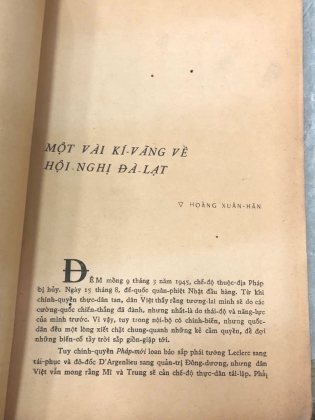 MỘT VÀI KÍ-VÃNG VỀ
HỘI-NGHỊ ĐÀ-LẠT
▽ HOÀNG XUÂN-HÃN
ĐÊM mồng 9 tháng 3 năm 1945, chế-độ thuộc-địa Pháp
bị hủy. Ngày 15 tháng 8, đế-quốc quân-phiệt Nhật đầu hàng. Từ khi
chính-quyền thực-dân tan, dân Việt thấy rằng tương-lai mình sẽ do các
cường-quốc chiến-thắng đã đành, nhưng nhất-là do thái-độ và năng-lực
của mình trước. Vì vậy, tuy trong nội-bộ có chính-biến, nhưng quốc-
dân đều một lòng xiết chặt chung-quanh những kẻ cầm quyền, để đợi
những biến-cố tày trời sắp giồn-giập tới.
Tuy chính-quyền Pháp-mới loan báo sắp phái tướng Leclerc sang
tái-phục và đô-đốc D'Argenlieu sang quản-trị Đông-dương, nhưng dân
Việt vẫn mong rằng Mĩ và Trung sẽ cản chế-độ thực-dân tái-lập. Phải